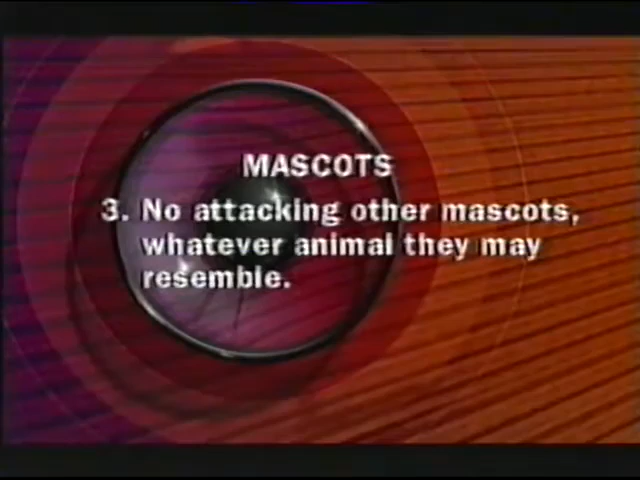 MASCOTS
3. No attacking other mascots,
whatever animal they may
resemble.